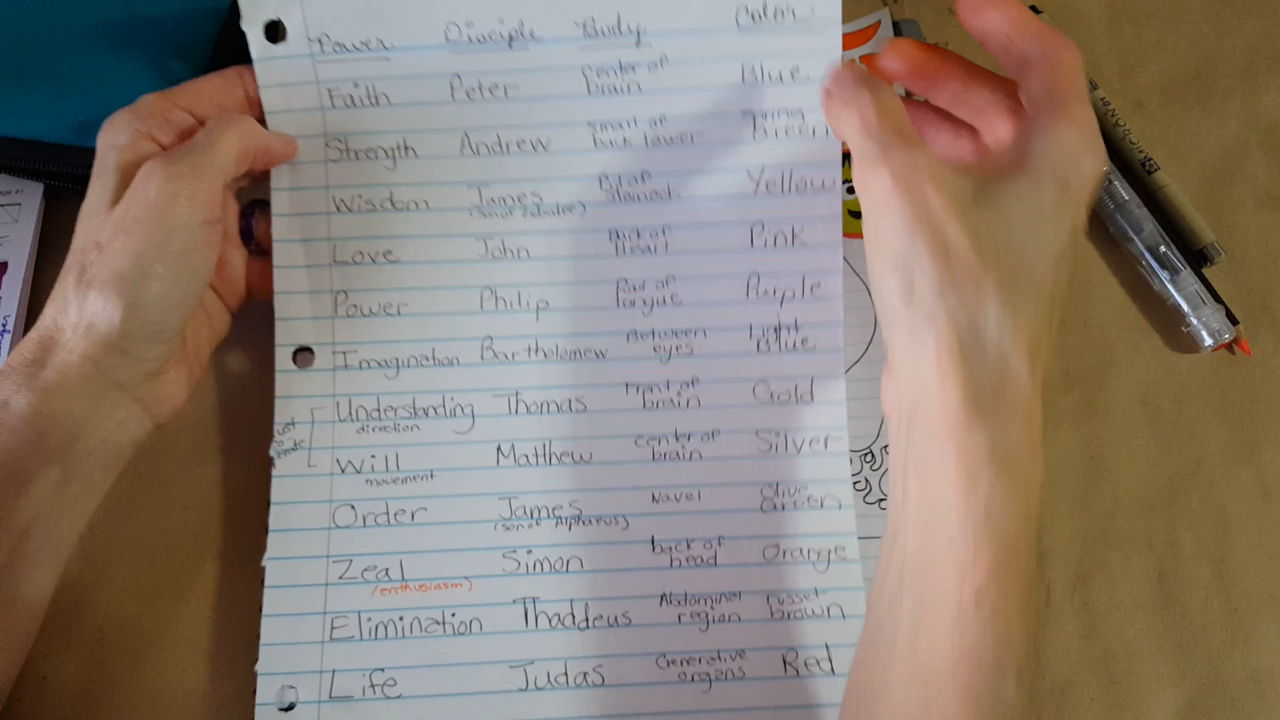 Power Disciple Body Color
Faith Peter Center of brain Blue
Strength Andrew Small of back lower Green
Wisdom James Pit of stomach Yellow
(son of Zebedee)
Love John Back of Heart Pink
Power Philip Root of Tongue Purple
Imagination Bartholomew Between eyes Light Blue
Understanding Thomas Front of brain Gold
direction
Will Matthew center of brain Silver
movement
Order James Navel Olive Green
(son of Alphaeus)
Zeal Simon back of head Orange
(enthusiasm)
Elimination Thaddeus Abdominal region russet brown
Life Judas Generative organs Red
MICRON